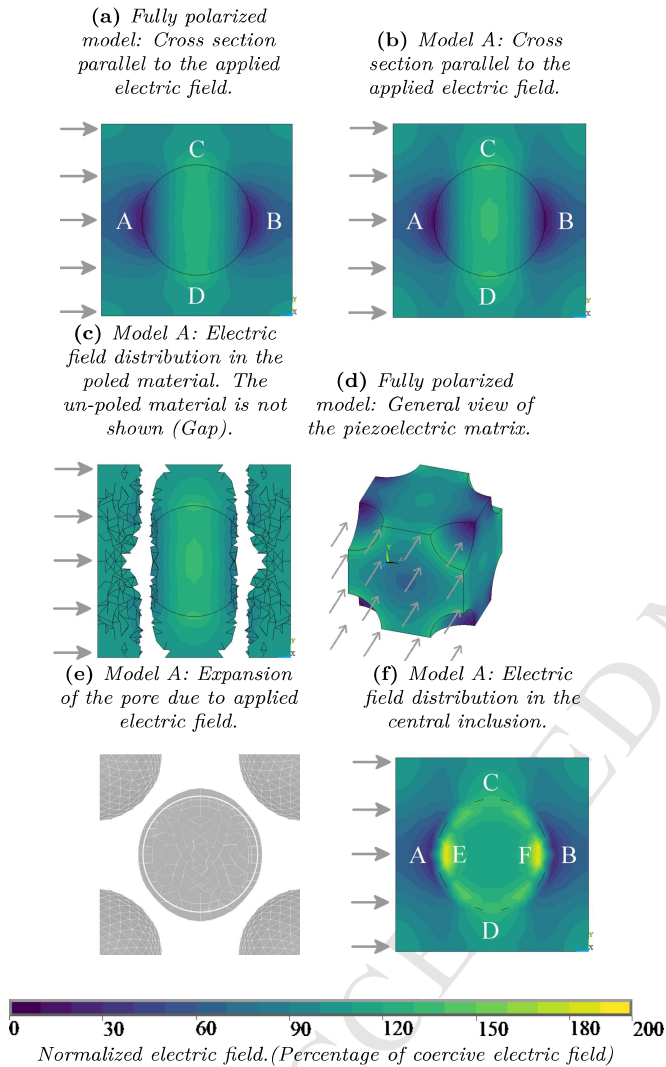 (a) Fully polarized
model: Cross section
parallel to the applied
electric field.
(b) Model A: Cross
section parallel to the
applied electric field.
C
A
B
D
Y
X
C
A
B
D
Y
X
(c) Model A: Electric
field distribution in the
poled material. The
un-poled material is not
shown (Gap).
(d) Fully polarized
model: General view of
the piezoelectric matrix.
Y
X
Y
(e) Model A: Expansion
of the pore due to applied
electric field.
(f) Model A: Electric
field distribution in the
central inclusion.
C
A
E
F
B
D
Y
X
0 30 60 90 120 150 180 200
Normalized electric field.(Percentage of coercive electric field)